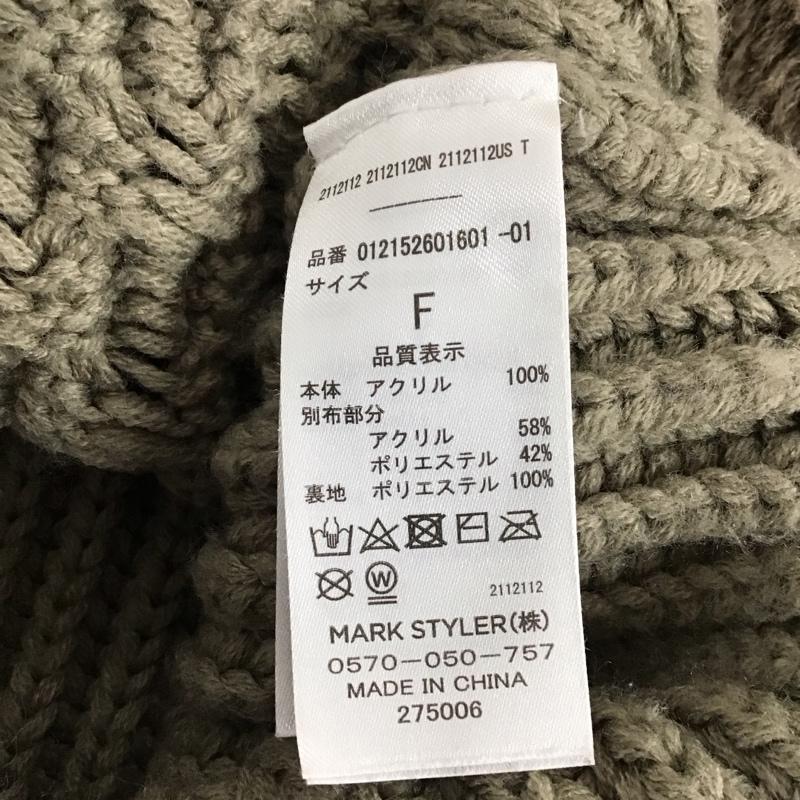 2112112 2112112CN 2112112US T
品番 012152601601 -01
サイズ
F
品質表示
本体 アクリル 100%
別布部分
アクリル 58%
ポリエステル 42%
裏地 ポリエステル 100%
W
2112112
MARK STYLER(株)
0570-050-757
MADE IN CHINA
275006